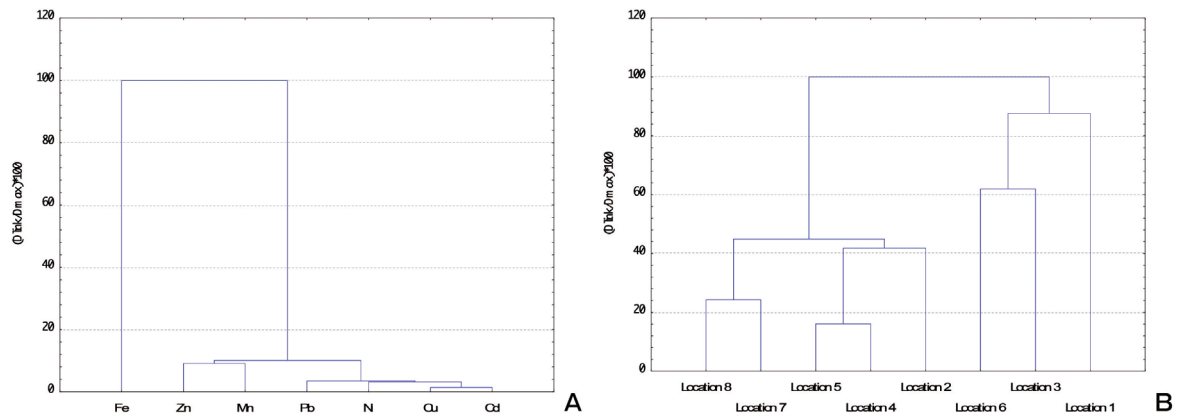 120
100
80
60
40
20
0
(Dlink/Dmax)*100
Fe Zn Mn Pb Ni Cu Cd
A
120
100
80
60
40
20
0
(Dlink/Dmax)*100
Location 8 Location 5 Location 2 Location 3
Location 7 Location 4 Location 6 Location 1
B